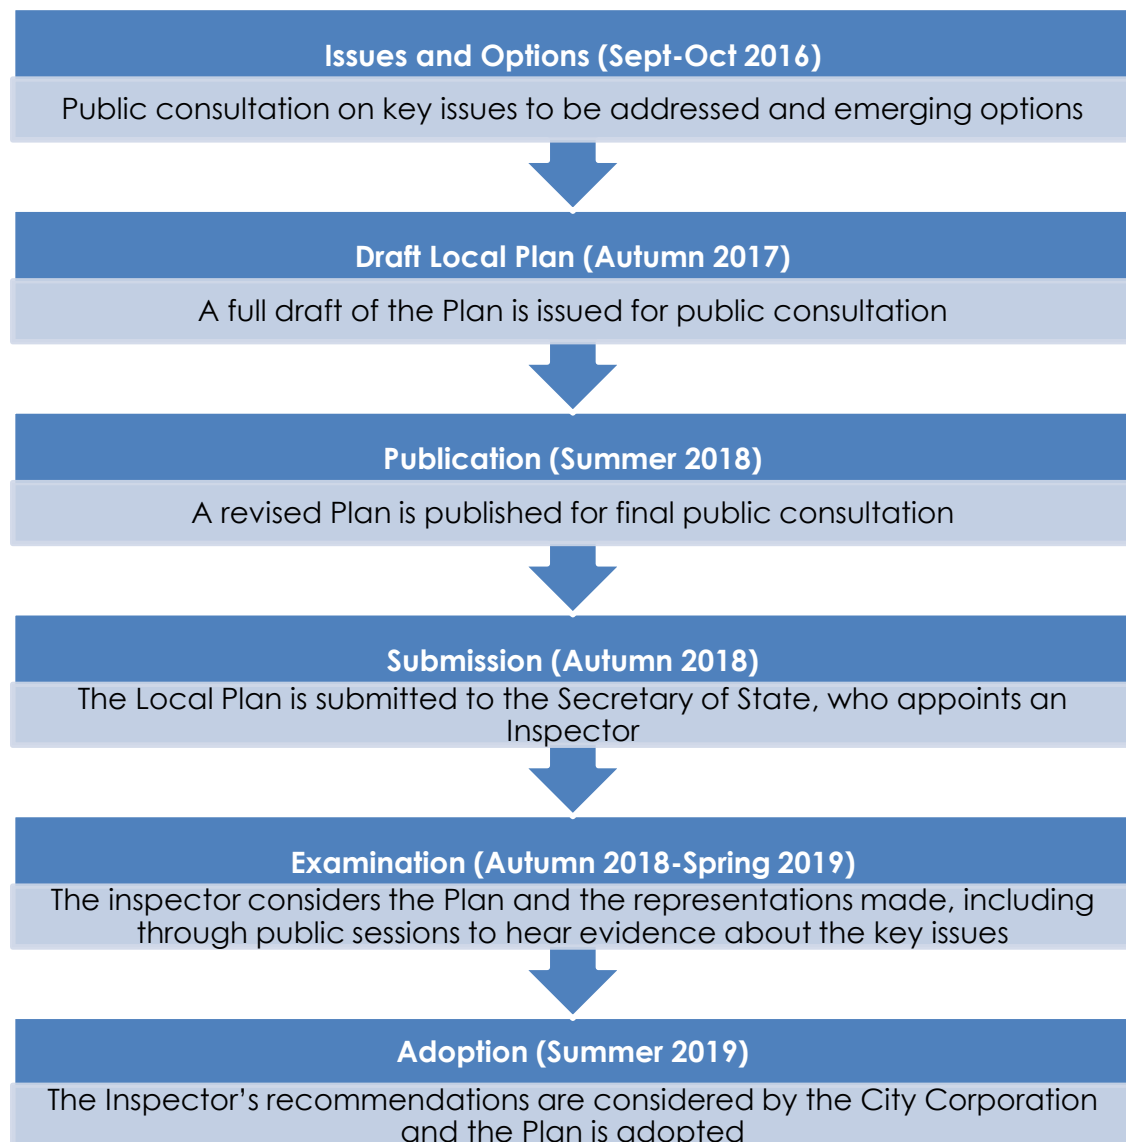 Issues and Options (Sept-Oct 2016)
Public consultation on key issues to be addressed and emerging options
Draft Local Plan (Autumn 2017)
A full draft of the Plan is issued for public consultation
Publication (Summer 2018)
A revised Plan is published for final public consultation
Submission (Autumn 2018)
The Local Plan is submitted to the Secretary of State, who appoints an
Inspector
Examination (Autumn 2018-Spring 2019)
The inspector considers the Plan and the representations made, including
through public sessions to hear evidence about the key issues
Adoption (Summer 2019)
The Inspector’s recommendations are considered by the City Corporation
and the Plan is adopted